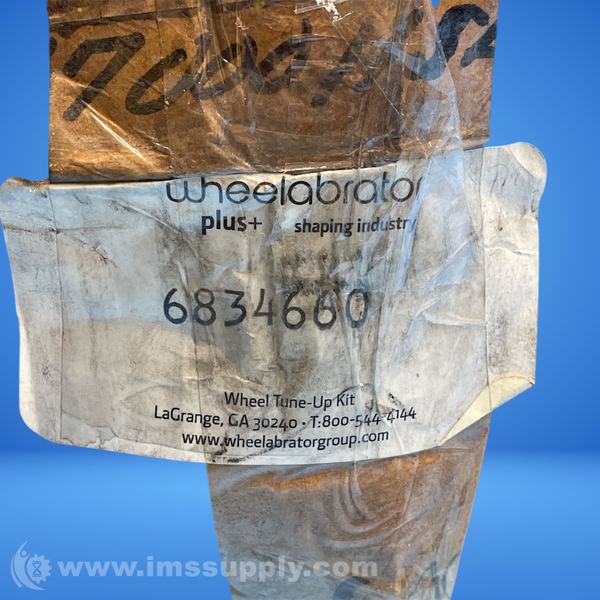 wheelabrator
plus+ shaping industry
6834660
Wheel Tune-Up Kit
LaGrange, GA 30240 • T:800-544-4144
www.wheelabratorgroup.com
www.imssupply.com